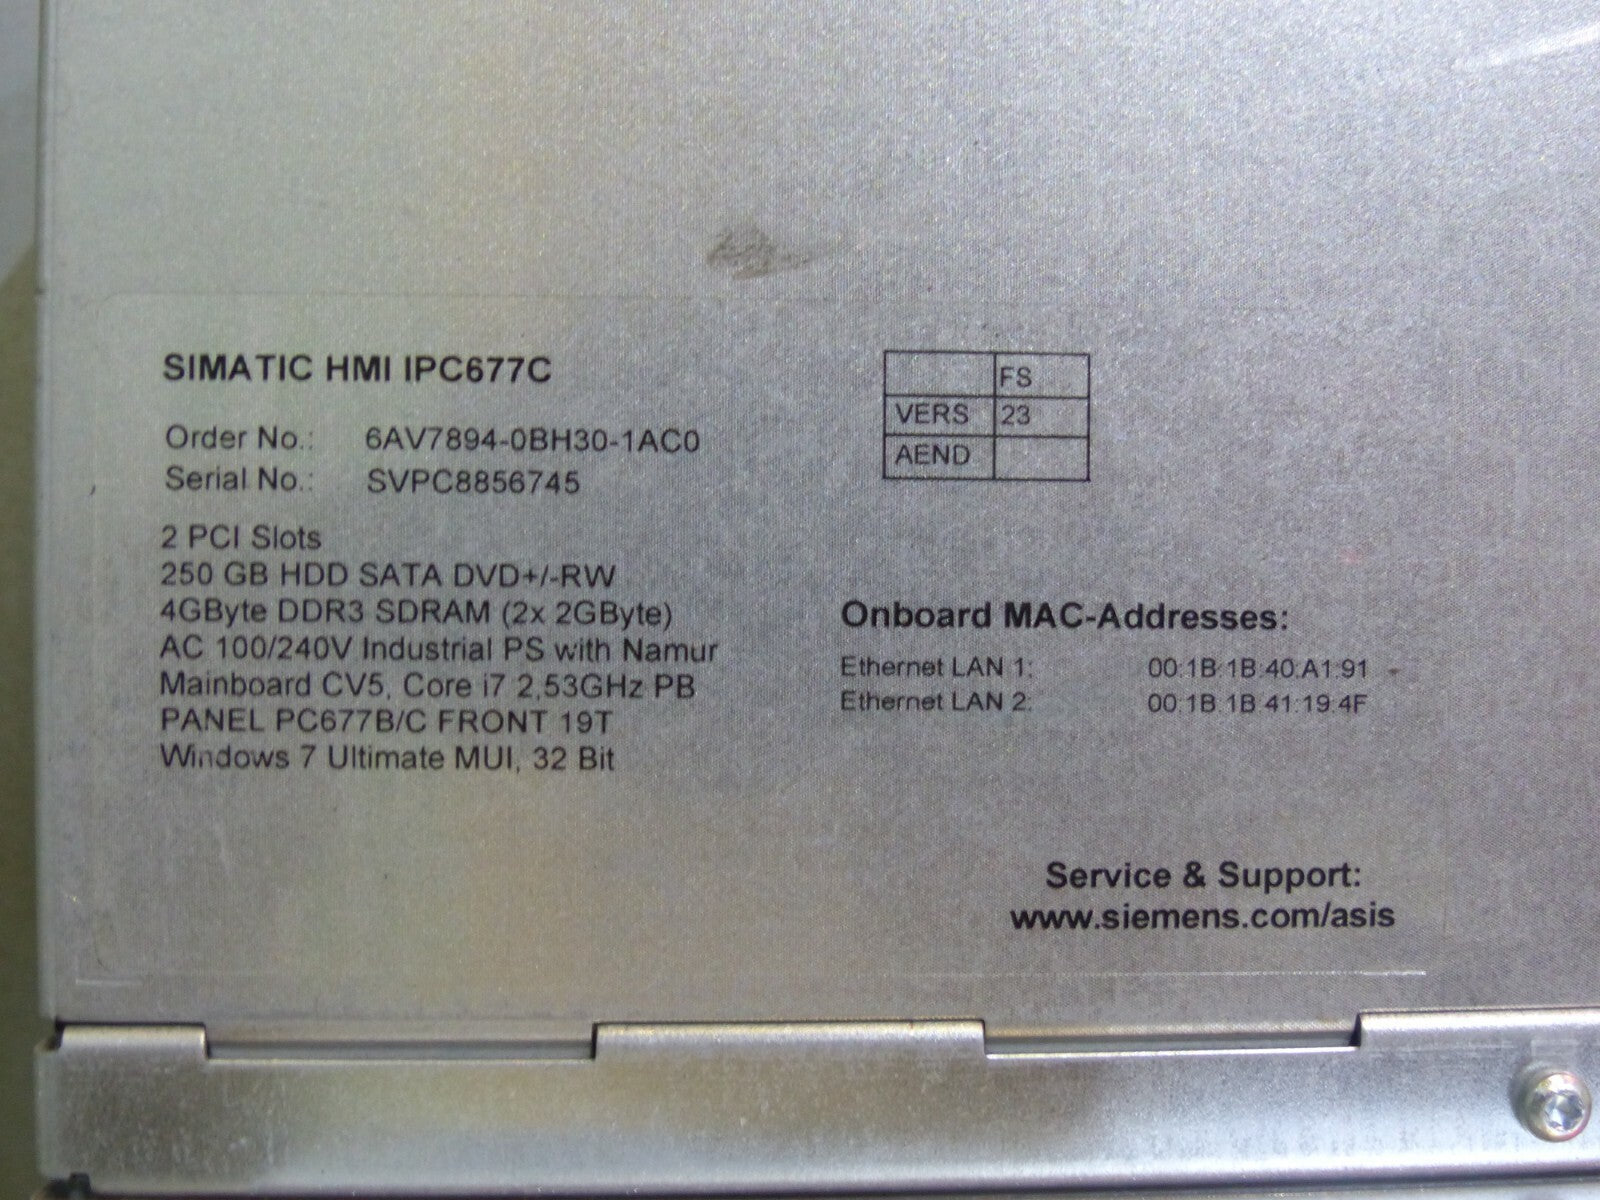 SIMATIC HMI IPC677C
Order No.: 6AV7894-0BH30-1AC0
Serial No.: SVPC8856745
FS
VERS 23
AEND
2 PCI Slots
250 GB HDD SATA DVD+/-RW
4GByte DDR3 SDRAM (2x 2GByte)
AC 100/240V Industrial PS with Namur
Mainboard CV5, Core i7 2,53GHz PB
PANEL PC677B/C FRONT 19T
Windows 7 Ultimate MUI, 32 Bit
Onboard MAC-Addresses:
Ethernet LAN 1: 00:1B:1B:40:A1:91
Ethernet LAN 2: 00:1B:1B:41:19:4F
Service & Support:
www.siemens.com/asis